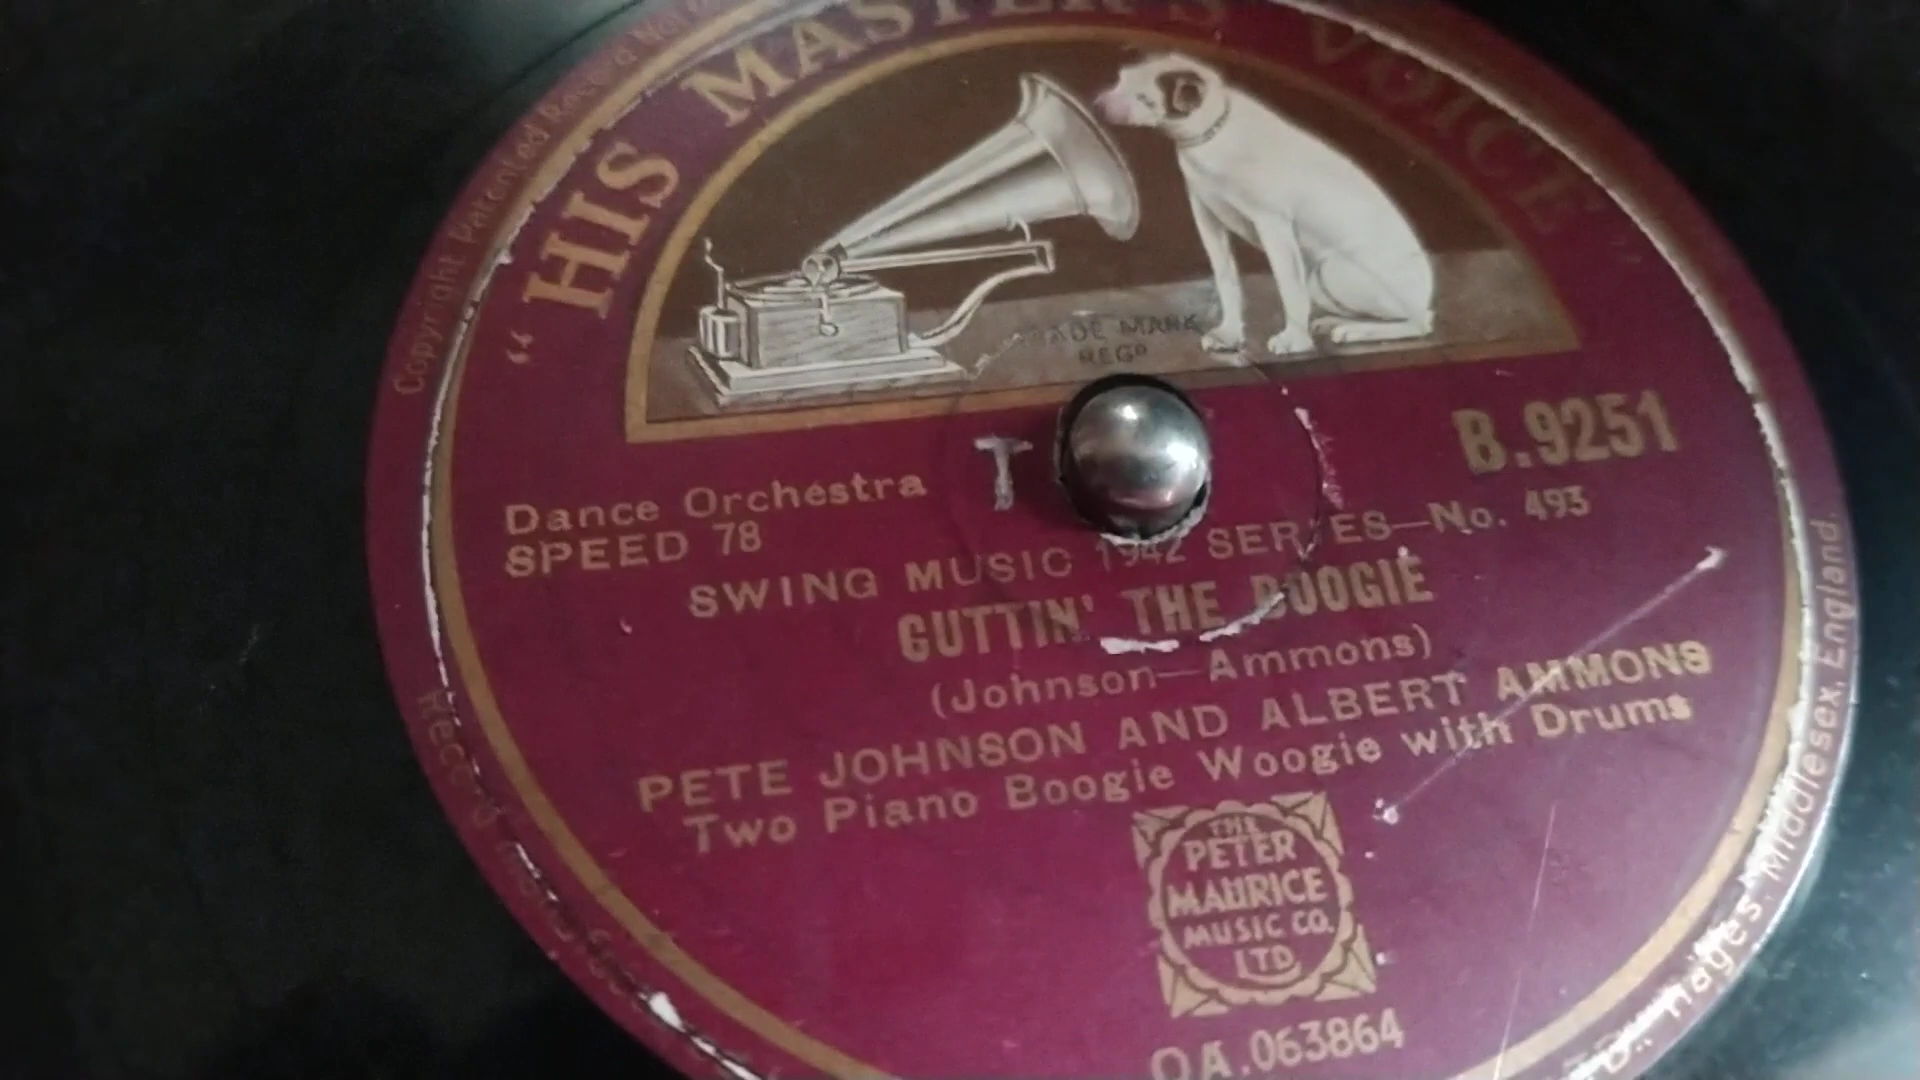 "HIS MASTER'S VOICE"
TRADE MARK
REGD
B.9251
T
Dance Orchestra
SPEED 78
SWING MUSIC 1942 SERIES—No. 493
GUTTIN' THE BOOGIE
(Johnson—Ammons)
PETE JOHNSON AND ALBERT AMMONS
Two Piano Boogie Woogie with Drums
THE
PETER
MAURICE
MUSIC CO.
LTD
OA.063864
Copyright Patented Record No
Hayes, Middlesex, England.